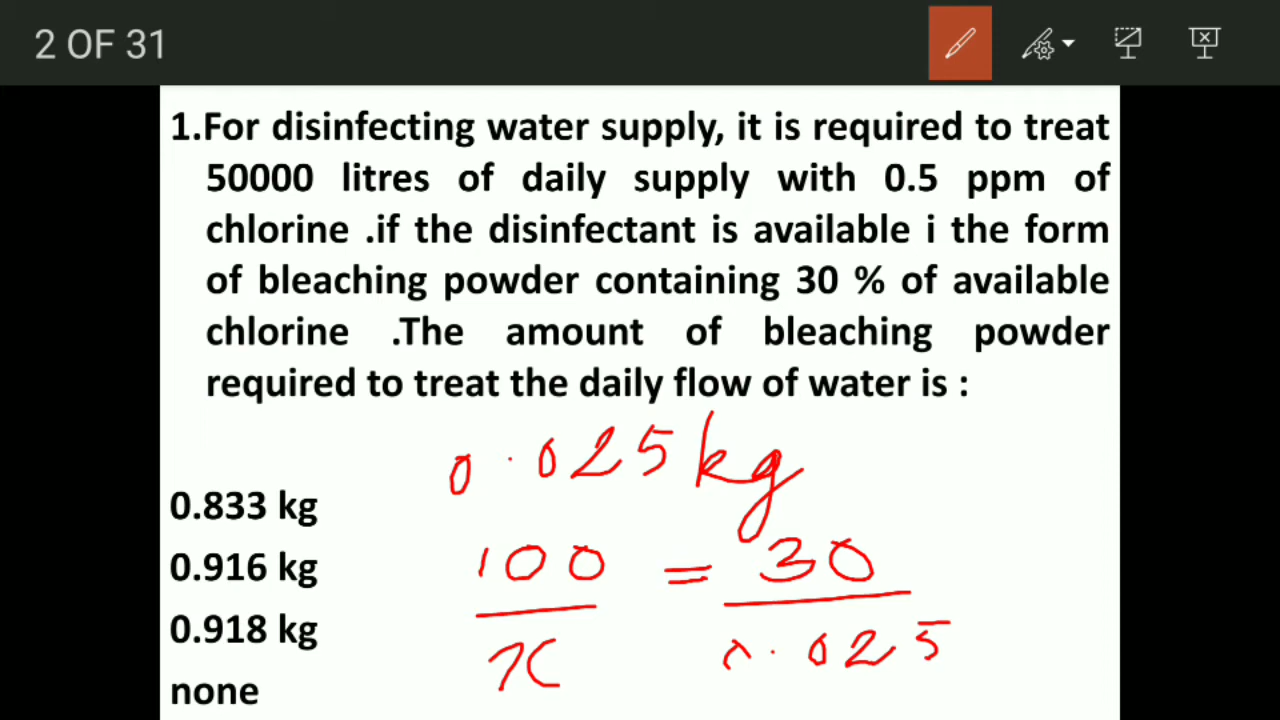 2 OF 31
1.For disinfecting water supply, it is required to treat
50000 litres of daily supply with 0.5 ppm of
chlorine .if the disinfectant is available i the form
of bleaching powder containing 30 % of available
chlorine .The amount of bleaching powder
required to treat the daily flow of water is :
0.025 kg
0.833 kg
0.916 kg
0.918 kg
none
100 = 30
x 0.025